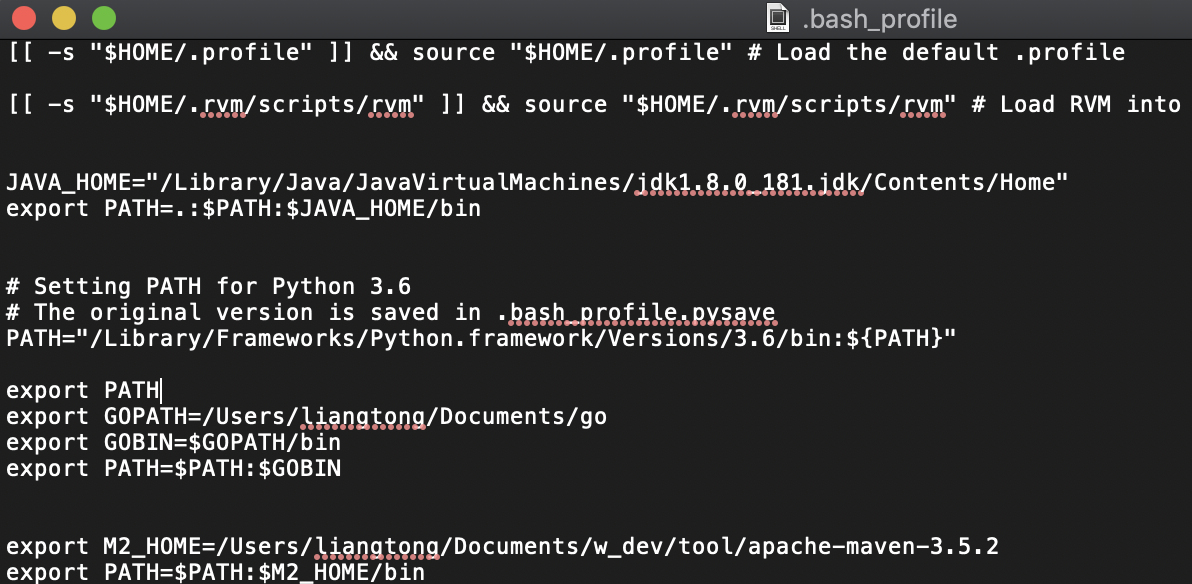 .bash_profile
[[ -s "$HOME/.profile" ]] && source "$HOME/.profile" # Load the default .profile
[[ -s "$HOME/.rvm/scripts/rvm" ]] && source "$HOME/.rvm/scripts/rvm" # Load RVM into
JAVA_HOME="/Library/Java/JavaVirtualMachines/jdk1.8.0_181.jdk/Contents/Home"
export PATH=.:$PATH:$JAVA_HOME/bin
# Setting PATH for Python 3.6
# The original version is saved in .bash_profile.pysave
PATH="/Library/Frameworks/Python.framework/Versions/3.6/bin:${PATH}"
export PATH
export GOPATH=/Users/liangtong/Documents/go
export GOBIN=$GOPATH/bin
export PATH=$PATH:$GOBIN
export M2_HOME=/Users/liangtong/Documents/w_dev/tool/apache-maven-3.5.2
export PATH=$PATH:$M2_HOME/bin